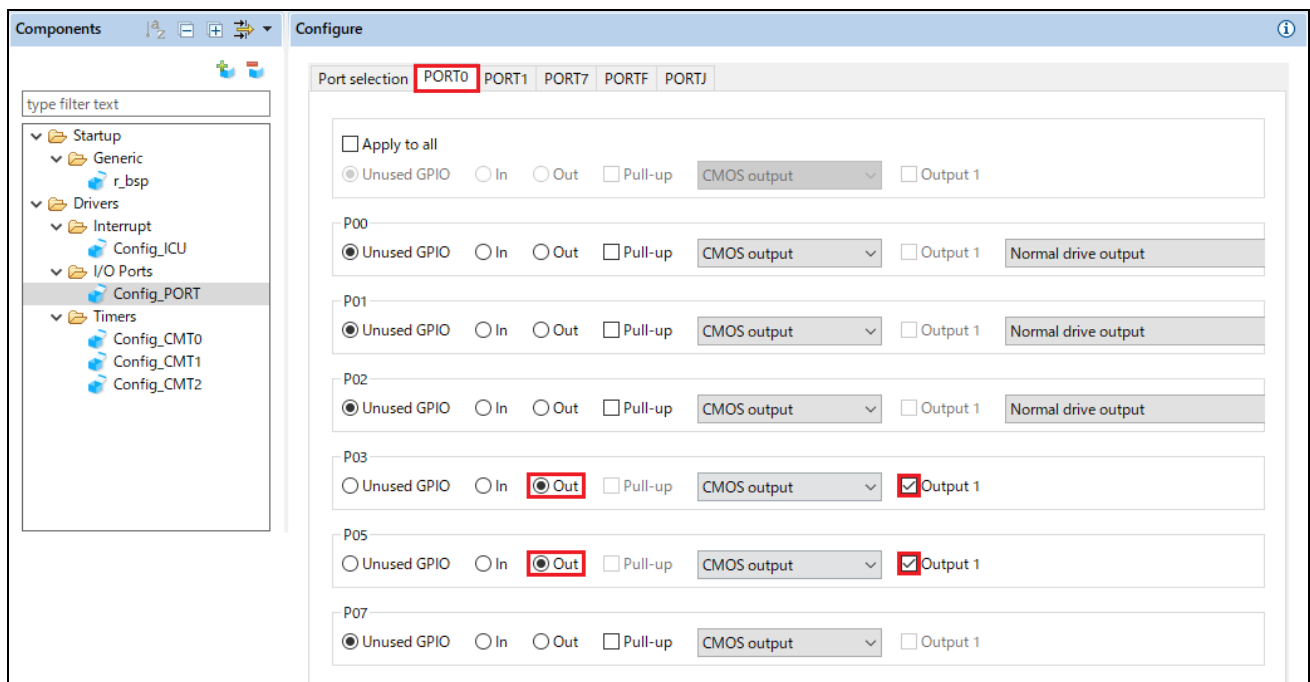 Components
Configure
type filter text
Startup
Generic
r_bsp
Drivers
Interrupt
Config_ICU
I/O Ports
Config_PORT
Timers
Config_CMT0
Config_CMT1
Config_CMT2
Port selection PORT0 PORT1 PORT7 PORTF PORTJ
Apply to all
Unused GPIO In Out Pull-up CMOS output Output 1
P00
Unused GPIO In Out Pull-up CMOS output Output 1 Normal drive output
P01
Unused GPIO In Out Pull-up CMOS output Output 1 Normal drive output
P02
Unused GPIO In Out Pull-up CMOS output Output 1 Normal drive output
P03
Unused GPIO In Out Pull-up CMOS output Output 1
P05
Unused GPIO In Out Pull-up CMOS output Output 1
P07
Unused GPIO In Out Pull-up CMOS output Output 1